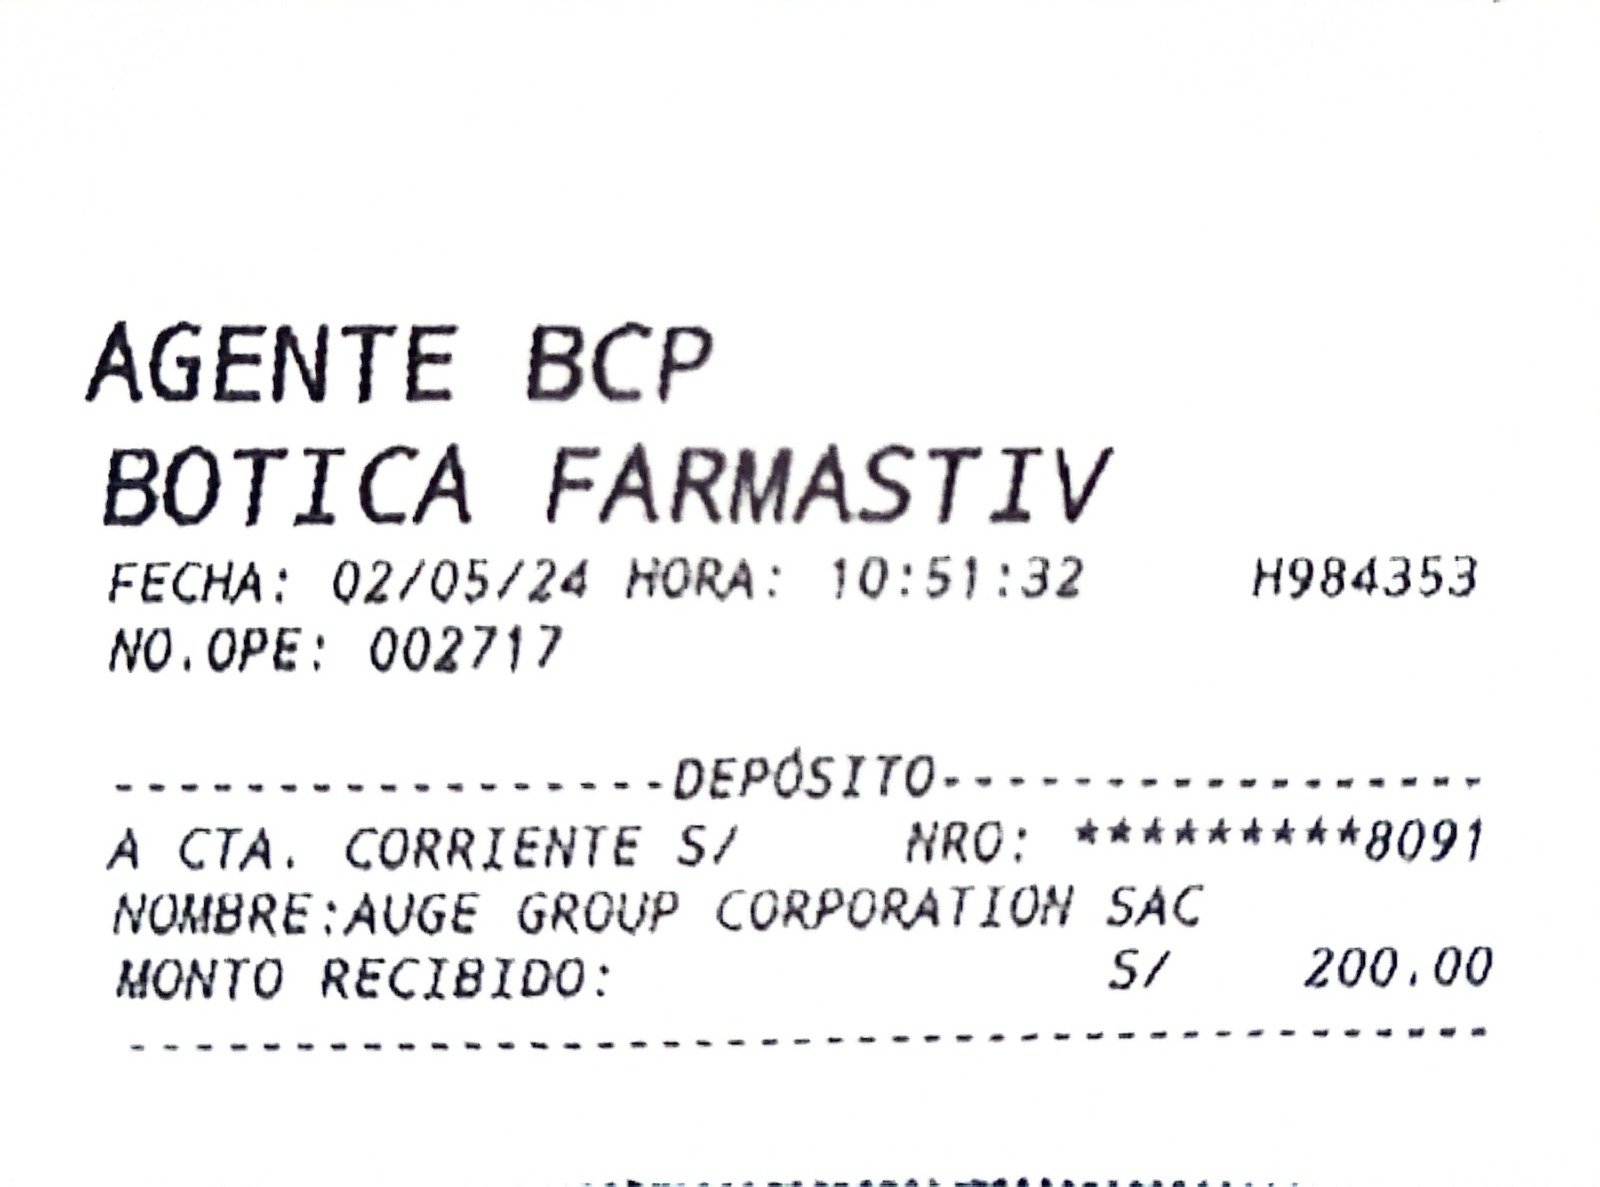 AGENTE BCP
BOTICA FARMASTIV
FECHA: 02/05/24 HORA: 10:51:32 H984353
NO.OPE: 002717
-----------------DEPÓSITO-----------------
A CTA. CORRIENTE S/ NRO: *********8091
NOMBRE:AUGE GROUP CORPORATION SAC
MONTO RECIBIDO: S/ 200.00
------------------------------------------